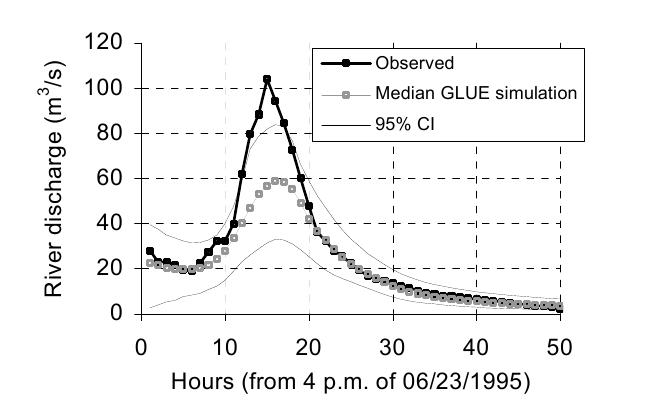 120
100
80
60
40
20
0
River discharge (m³/s)
Observed
Median GLUE simulation
95% CI
0 10 20 30 40 50
Hours (from 4 p.m. of 06/23/1995)